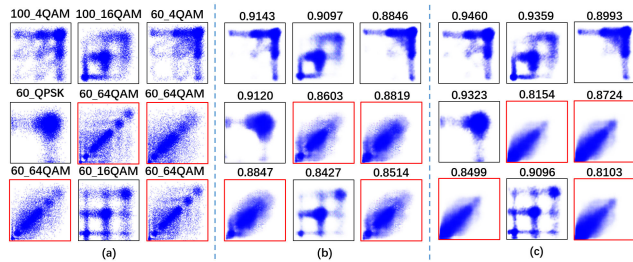 100_4QAM 100_16QAM 60_4QAM
0.9143 0.9097 0.8846
0.9460 0.9359 0.8993
60_QPSK 60_64QAM 60_64QAM
0.9120 0.8603 0.8819
0.9323 0.8154 0.8724
60_64QAM 60_16QAM 60_64QAM
0.8847 0.8427 0.8514
0.8499 0.9096 0.8103
(a) (b) (c)